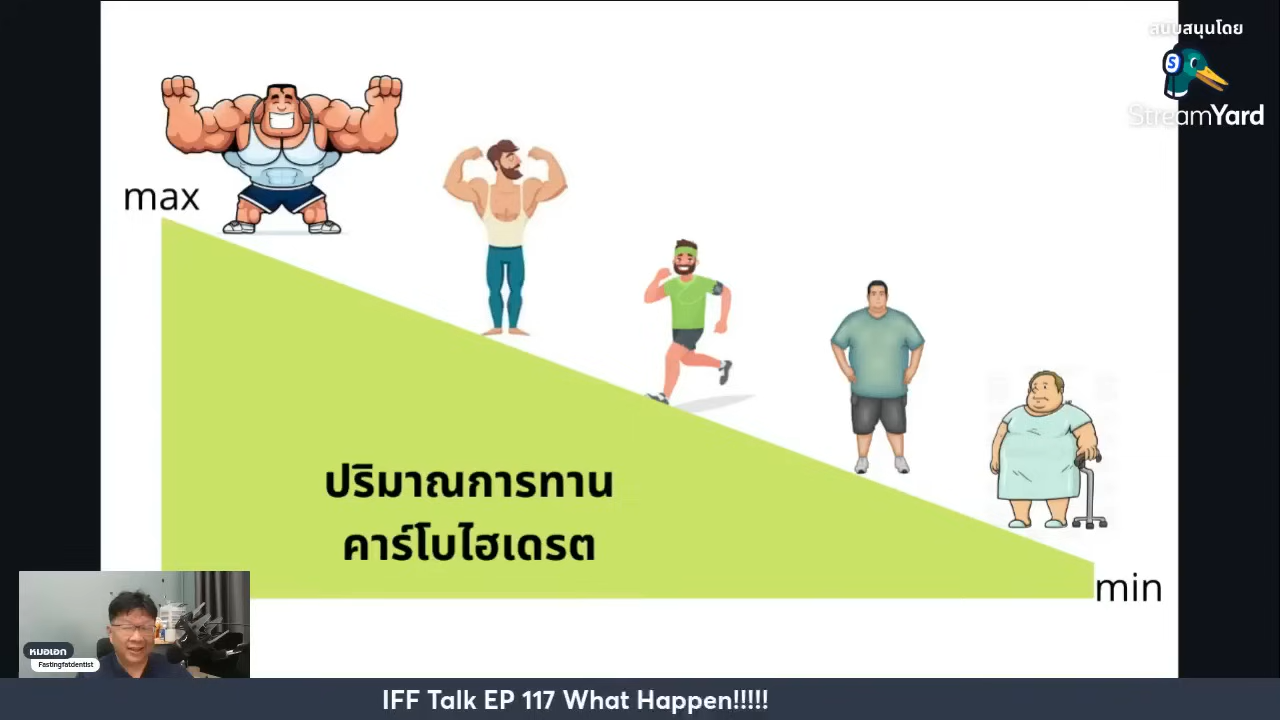 สนับสนุนโดย
StreamYard
max
ปริมาณการทาน
คาร์โบไฮเดรต
min
หมอเอก
Fastingfatdentist
IFF Talk EP 117 What Happen!!!!!